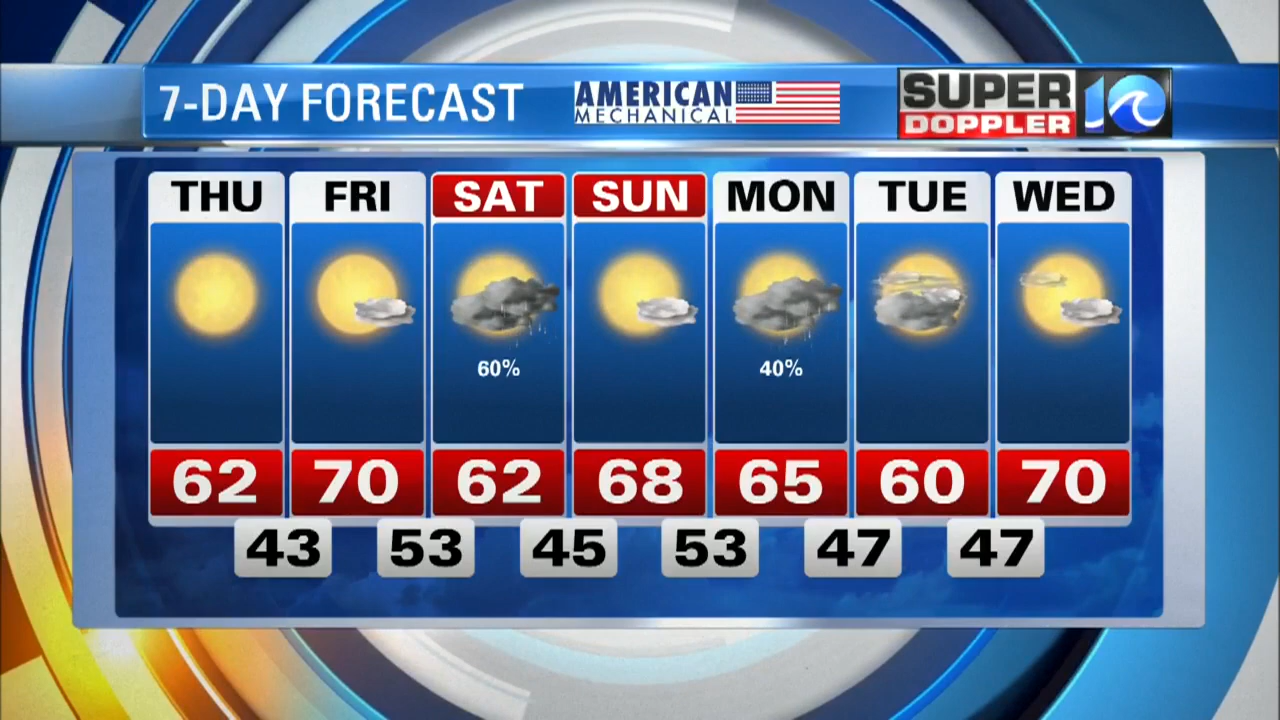 7-DAY FORECAST
AMERICAN
MECHANICAL
SUPER
DOPPLER 10
THU FRI SAT SUN MON TUE WED
60% 40%
62 70 62 68 65 60 70
43 53 45 53 47 47